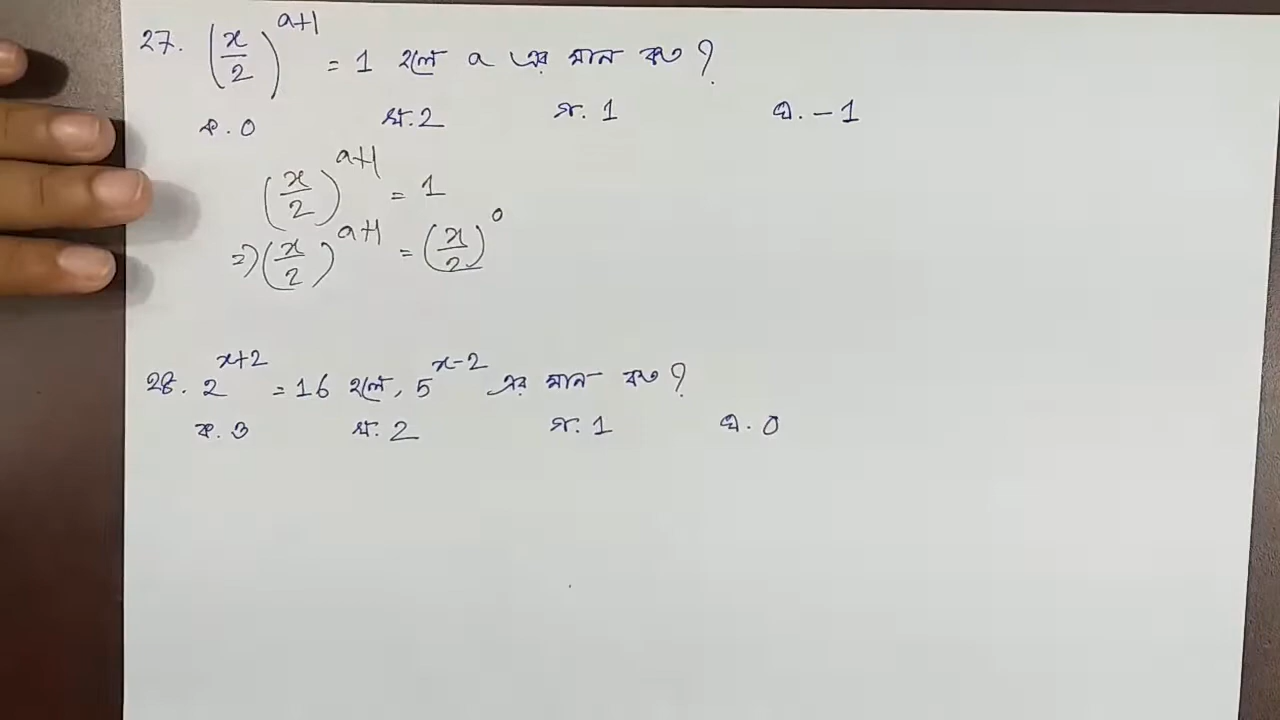 27. (x/2)^(a+1) = 1 হলে a এর মান কত ?
ক. 0 খ. 2 গ. 1 ঘ. -1
(x/2)^(a+1) = 1
=> (x/2)^(a+1) = (x/2)^0
28. 2^(x+2) = 16 হলে, 5^(x-2) এর মান কত ?
ক. 3 খ. 2 গ. 1 ঘ. 0